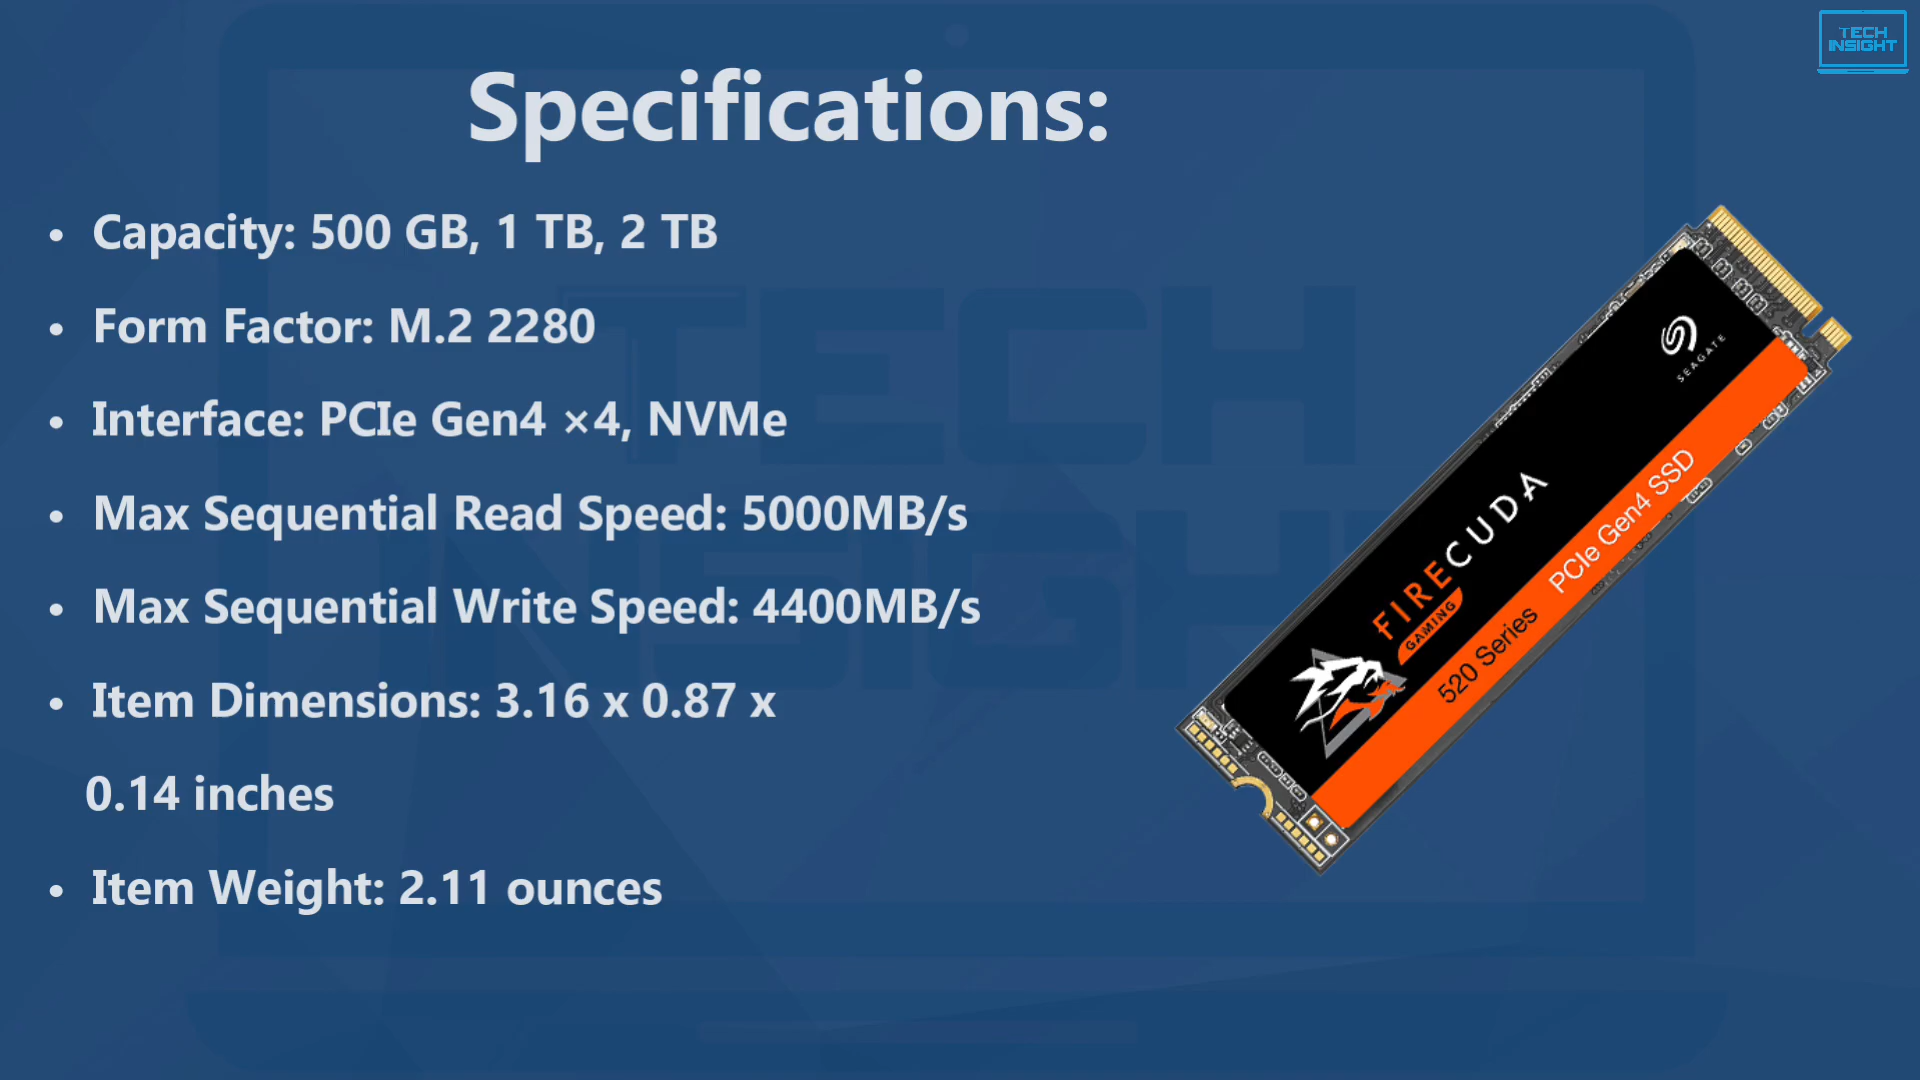 TECH
INSIGHT
Specifications:
• Capacity: 500 GB, 1 TB, 2 TB
• Form Factor: M.2 2280
• Interface: PCIe Gen4 ×4, NVMe
• Max Sequential Read Speed: 5000MB/s
• Max Sequential Write Speed: 4400MB/s
• Item Dimensions: 3.16 x 0.87 x
0.14 inches
• Item Weight: 2.11 ounces
SEAGATE
FIRECUDA
GAMING
520 Series PCIe Gen4 SSD
TECH
INSIGHT